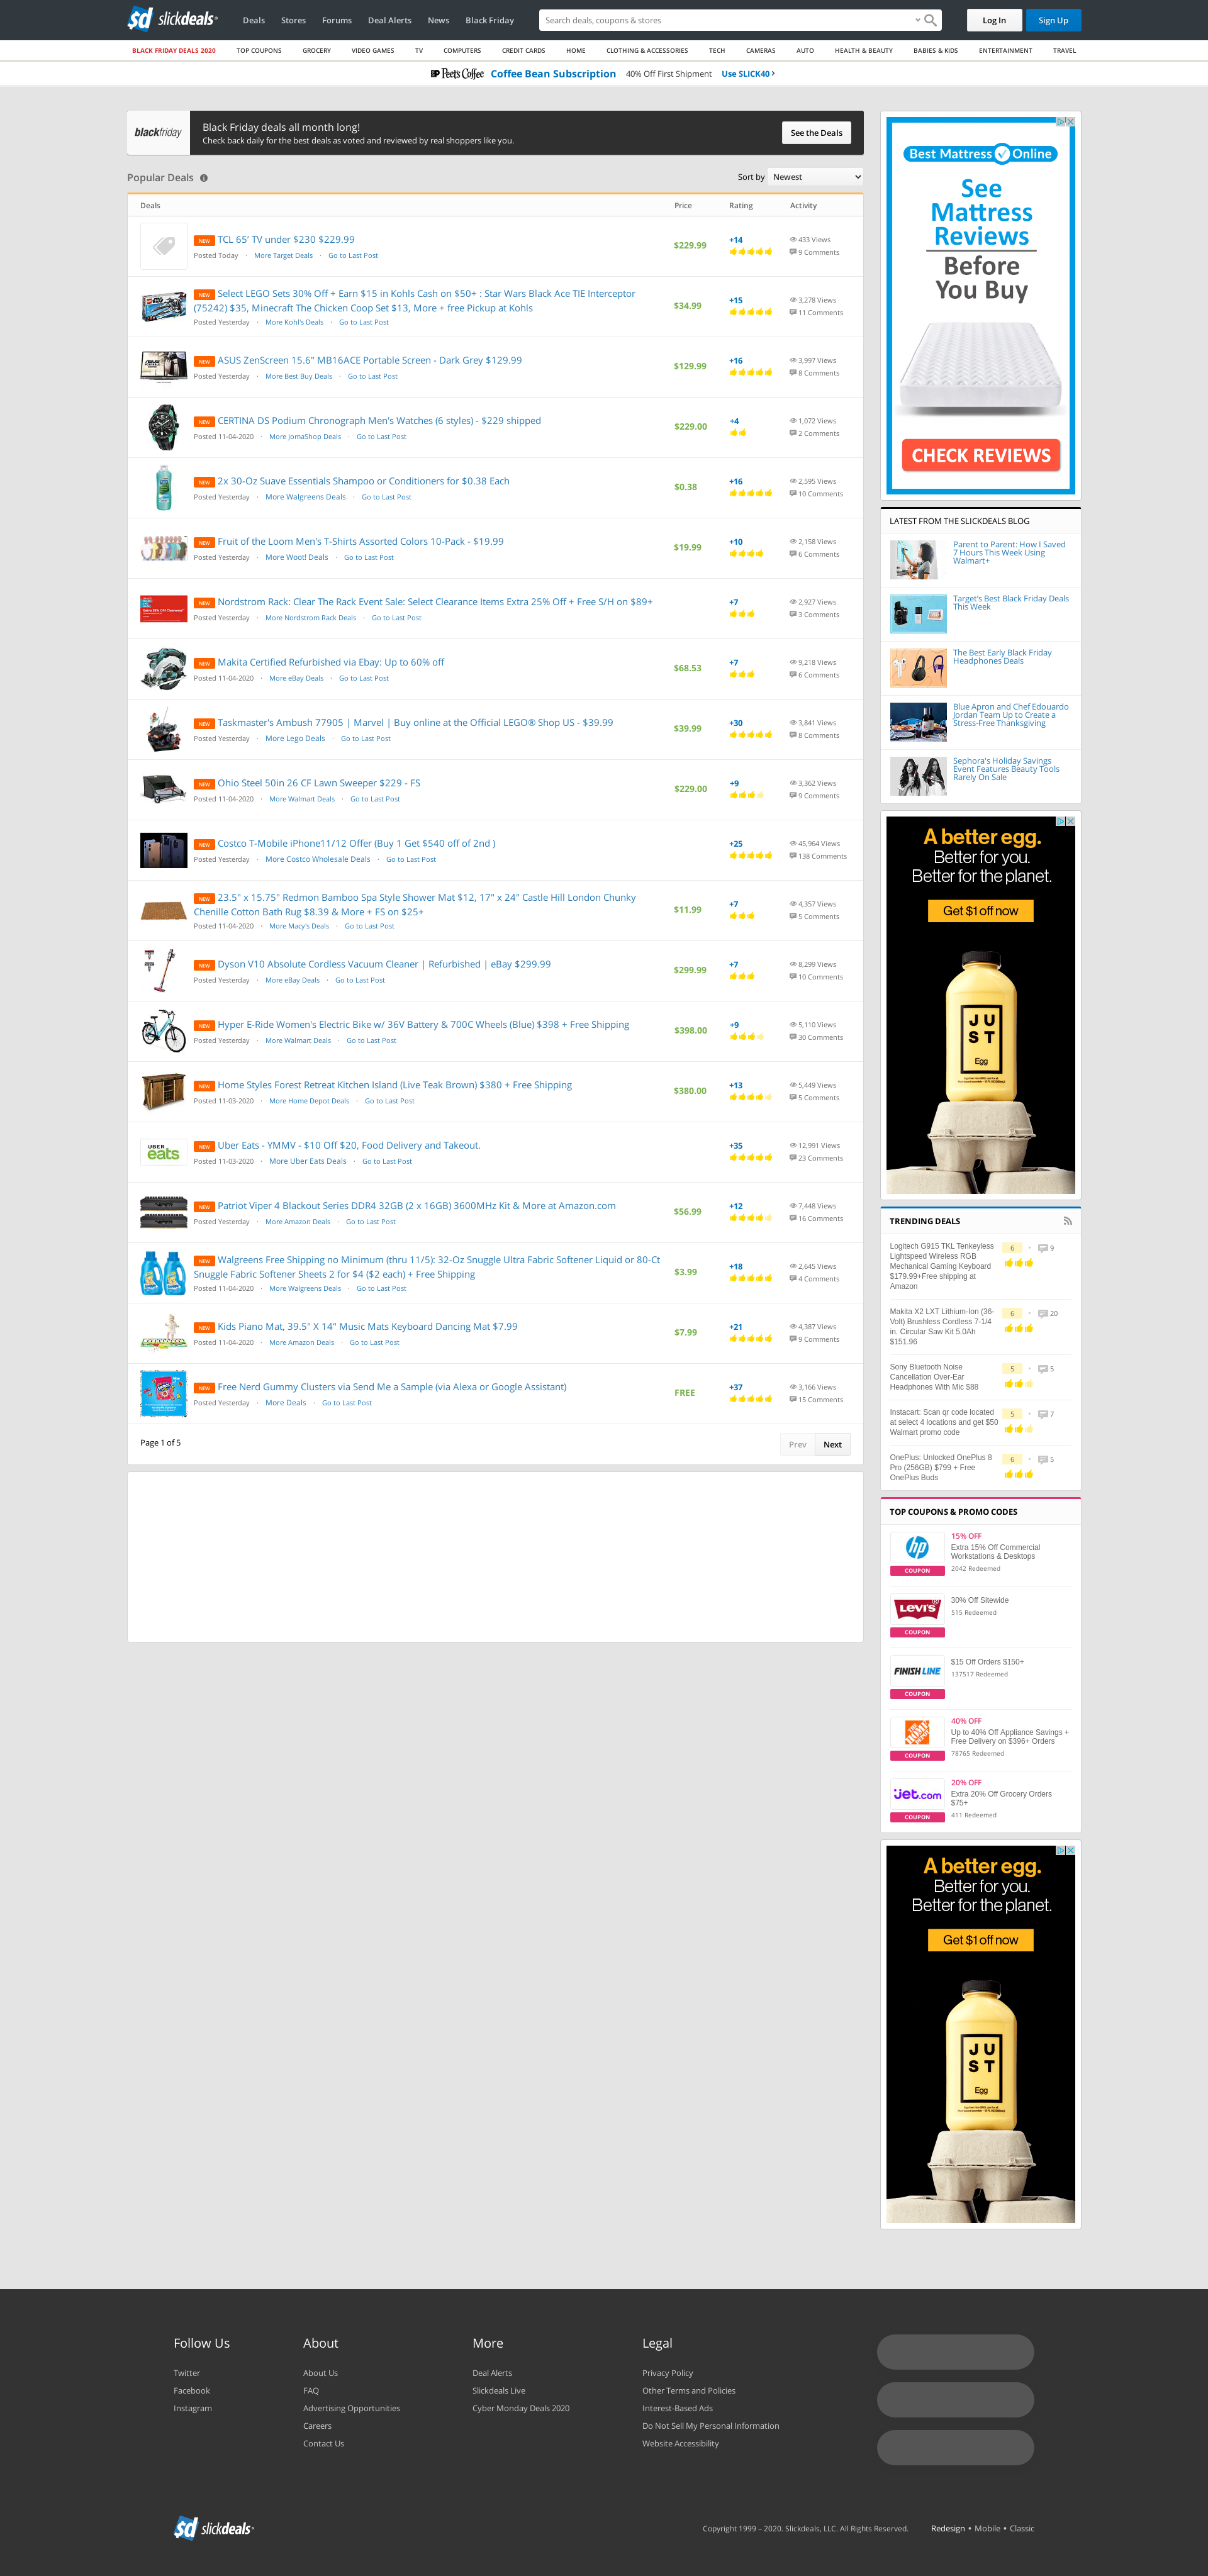 slickdeals
Deals
Stores
Forums
Deal Alerts
News
Black Friday
Search deals, coupons & stores
Log In
Sign Up
BLACK FRIDAY DEALS 2020
TOP COUPONS
GROCERY
VIDEO GAMES
TV
COMPUTERS
CREDIT CARDS
HOME
CLOTHING & ACCESSORIES
TECH
CAMERAS
AUTO
HEALTH & BEAUTY
BABIES & KIDS
ENTERTAINMENT
TRAVEL
Peet's Coffee Coffee Bean Subscription 40% Off First Shipment Use SLICK40
blackfriday
Black Friday deals all month long!
Check back daily for the best deals as voted and reviewed by real shoppers like you.
See the Deals
Popular Deals
Sort by Newest
Deals Price Rating Activity
NEW TCL 65' TV under $230 $229.99
Posted Today · More Target Deals · Go to Last Post
$229.99
+14
433 Views
9 Comments
NEW Select LEGO Sets 30% Off + Earn $15 in Kohls Cash on $50+ : Star Wars Black Ace TIE Interceptor
(75242) $35, Minecraft The Chicken Coop Set $13, More + free Pickup at Kohls
Posted Yesterday · More Kohl's Deals · Go to Last Post
$34.99
+15
3,278 Views
11 Comments
NEW ASUS ZenScreen 15.6" MB16ACE Portable Screen - Dark Grey $129.99
Posted Yesterday · More Best Buy Deals · Go to Last Post
$129.99
+16
3,997 Views
8 Comments
NEW CERTINA DS Podium Chronograph Men's Watches (6 styles) - $229 shipped
Posted 11-04-2020 · More JomaShop Deals · Go to Last Post
$229.00
+4
1,072 Views
2 Comments
NEW 2x 30-Oz Suave Essentials Shampoo or Conditioners for $0.38 Each
Posted Yesterday · More Walgreens Deals · Go to Last Post
$0.38
+16
2,595 Views
10 Comments
NEW Fruit of the Loom Men's T-Shirts Assorted Colors 10-Pack - $19.99
Posted Yesterday · More Woot! Deals · Go to Last Post
$19.99
+10
2,158 Views
6 Comments
NEW Nordstrom Rack: Clear The Rack Event Sale: Select Clearance Items Extra 25% Off + Free S/H on $89+
Posted Yesterday · More Nordstrom Rack Deals · Go to Last Post
+7
2,927 Views
3 Comments
NEW Makita Certified Refurbished via Ebay: Up to 60% off
Posted 11-04-2020 · More eBay Deals · Go to Last Post
$68.53
+7
9,218 Views
6 Comments
NEW Taskmaster's Ambush 77905 | Marvel | Buy online at the Official LEGO® Shop US - $39.99
Posted Yesterday · More Lego Deals · Go to Last Post
$39.99
+30
3,841 Views
8 Comments
NEW Ohio Steel 50in 26 CF Lawn Sweeper $229 - FS
Posted 11-04-2020 · More Walmart Deals · Go to Last Post
$229.00
+9
3,362 Views
9 Comments
NEW Costco T-Mobile iPhone11/12 Offer (Buy 1 Get $540 off of 2nd )
Posted Yesterday · More Costco Wholesale Deals · Go to Last Post
+25
45,964 Views
138 Comments
NEW 23.5" x 15.75" Redmon Bamboo Spa Style Shower Mat $12, 17" x 24" Castle Hill London Chunky
Chenille Cotton Bath Rug $8.39 & More + FS on $25+
Posted 11-04-2020 · More Macy's Deals · Go to Last Post
$11.99
+7
4,357 Views
5 Comments
NEW Dyson V10 Absolute Cordless Vacuum Cleaner | Refurbished | eBay $299.99
Posted Yesterday · More eBay Deals · Go to Last Post
$299.99
+7
8,299 Views
10 Comments
NEW Hyper E-Ride Women's Electric Bike w/ 36V Battery & 700C Wheels (Blue) $398 + Free Shipping
Posted Yesterday · More Walmart Deals · Go to Last Post
$398.00
+9
5,110 Views
30 Comments
NEW Home Styles Forest Retreat Kitchen Island (Live Teak Brown) $380 + Free Shipping
Posted 11-03-2020 · More Home Depot Deals · Go to Last Post
$380.00
+13
5,449 Views
5 Comments
UBER
eats
NEW Uber Eats - YMMV - $10 Off $20, Food Delivery and Takeout.
Posted 11-03-2020 · More Uber Eats Deals · Go to Last Post
+35
12,991 Views
23 Comments
NEW Patriot Viper 4 Blackout Series DDR4 32GB (2 x 16GB) 3600MHz Kit & More at Amazon.com
Posted Yesterday · More Amazon Deals · Go to Last Post
$56.99
+12
7,448 Views
16 Comments
NEW Walgreens Free Shipping no Minimum (thru 11/5): 32-Oz Snuggle Ultra Fabric Softener Liquid or 80-Ct
Snuggle Fabric Softener Sheets 2 for $4 ($2 each) + Free Shipping
Posted 11-04-2020 · More Walgreens Deals · Go to Last Post
$3.99
+18
2,645 Views
4 Comments
NEW Kids Piano Mat, 39.5" X 14" Music Mats Keyboard Dancing Mat $7.99
Posted 11-04-2020 · More Amazon Deals · Go to Last Post
$7.99
+21
4,387 Views
9 Comments
NEW Free Nerd Gummy Clusters via Send Me a Sample (via Alexa or Google Assistant)
Posted Yesterday · More Deals · Go to Last Post
FREE
+37
3,166 Views
15 Comments
Page 1 of 5
Prev
Next
Best Mattress Online
See
Mattress
Reviews
Before
You Buy
CHECK REVIEWS
LATEST FROM THE SLICKDEALS BLOG
Parent to Parent: How I Saved
7 Hours This Week Using
Walmart+
Target's Best Black Friday Deals
This Week
The Best Early Black Friday
Headphones Deals
Blue Apron and Chef Edouardo
Jordan Team Up to Create a
Stress-Free Thanksgiving
Sephora's Holiday Savings
Event Features Beauty Tools
Rarely On Sale
A better egg.
Better for you.
Better for the planet.
Get $1 off now
JUST
Egg
TRENDING DEALS
Logitech G915 TKL Tenkeyless
Lightspeed Wireless RGB
Mechanical Gaming Keyboard
$179.99+Free shipping at
Amazon
6 · 9
Makita X2 LXT Lithium-Ion (36-
Volt) Brushless Cordless 7-1/4
in. Circular Saw Kit 5.0Ah
$151.96
6 · 20
Sony Bluetooth Noise
Cancellation Over-Ear
Headphones With Mic $88
5 · 5
Instacart: Scan qr code located
at select 4 locations and get $50
Walmart promo code
5 · 7
OnePlus: Unlocked OnePlus 8
Pro (256GB) $799 + Free
OnePlus Buds
6 · 5
TOP COUPONS & PROMO CODES
hp
COUPON
15% OFF
Extra 15% Off Commercial
Workstations & Desktops
2042 Redeemed
LEVI'S
COUPON
30% Off Sitewide
515 Redeemed
FINISH LINE
COUPON
$15 Off Orders $150+
137517 Redeemed
COUPON
40% OFF
Up to 40% Off Appliance Savings +
Free Delivery on $396+ Orders
78765 Redeemed
jet.com
COUPON
20% OFF
Extra 20% Off Grocery Orders
$75+
411 Redeemed
A better egg.
Better for you.
Better for the planet.
Get $1 off now
JUST
Egg
Follow Us
Twitter
Facebook
Instagram
About
About Us
FAQ
Advertising Opportunities
Careers
Contact Us
More
Deal Alerts
Slickdeals Live
Cyber Monday Deals 2020
Legal
Privacy Policy
Other Terms and Policies
Interest-Based Ads
Do Not Sell My Personal Information
Website Accessibility
slickdeals
Copyright 1999 – 2020. Slickdeals, LLC. All Rights Reserved.
Redesign • Mobile • Classic